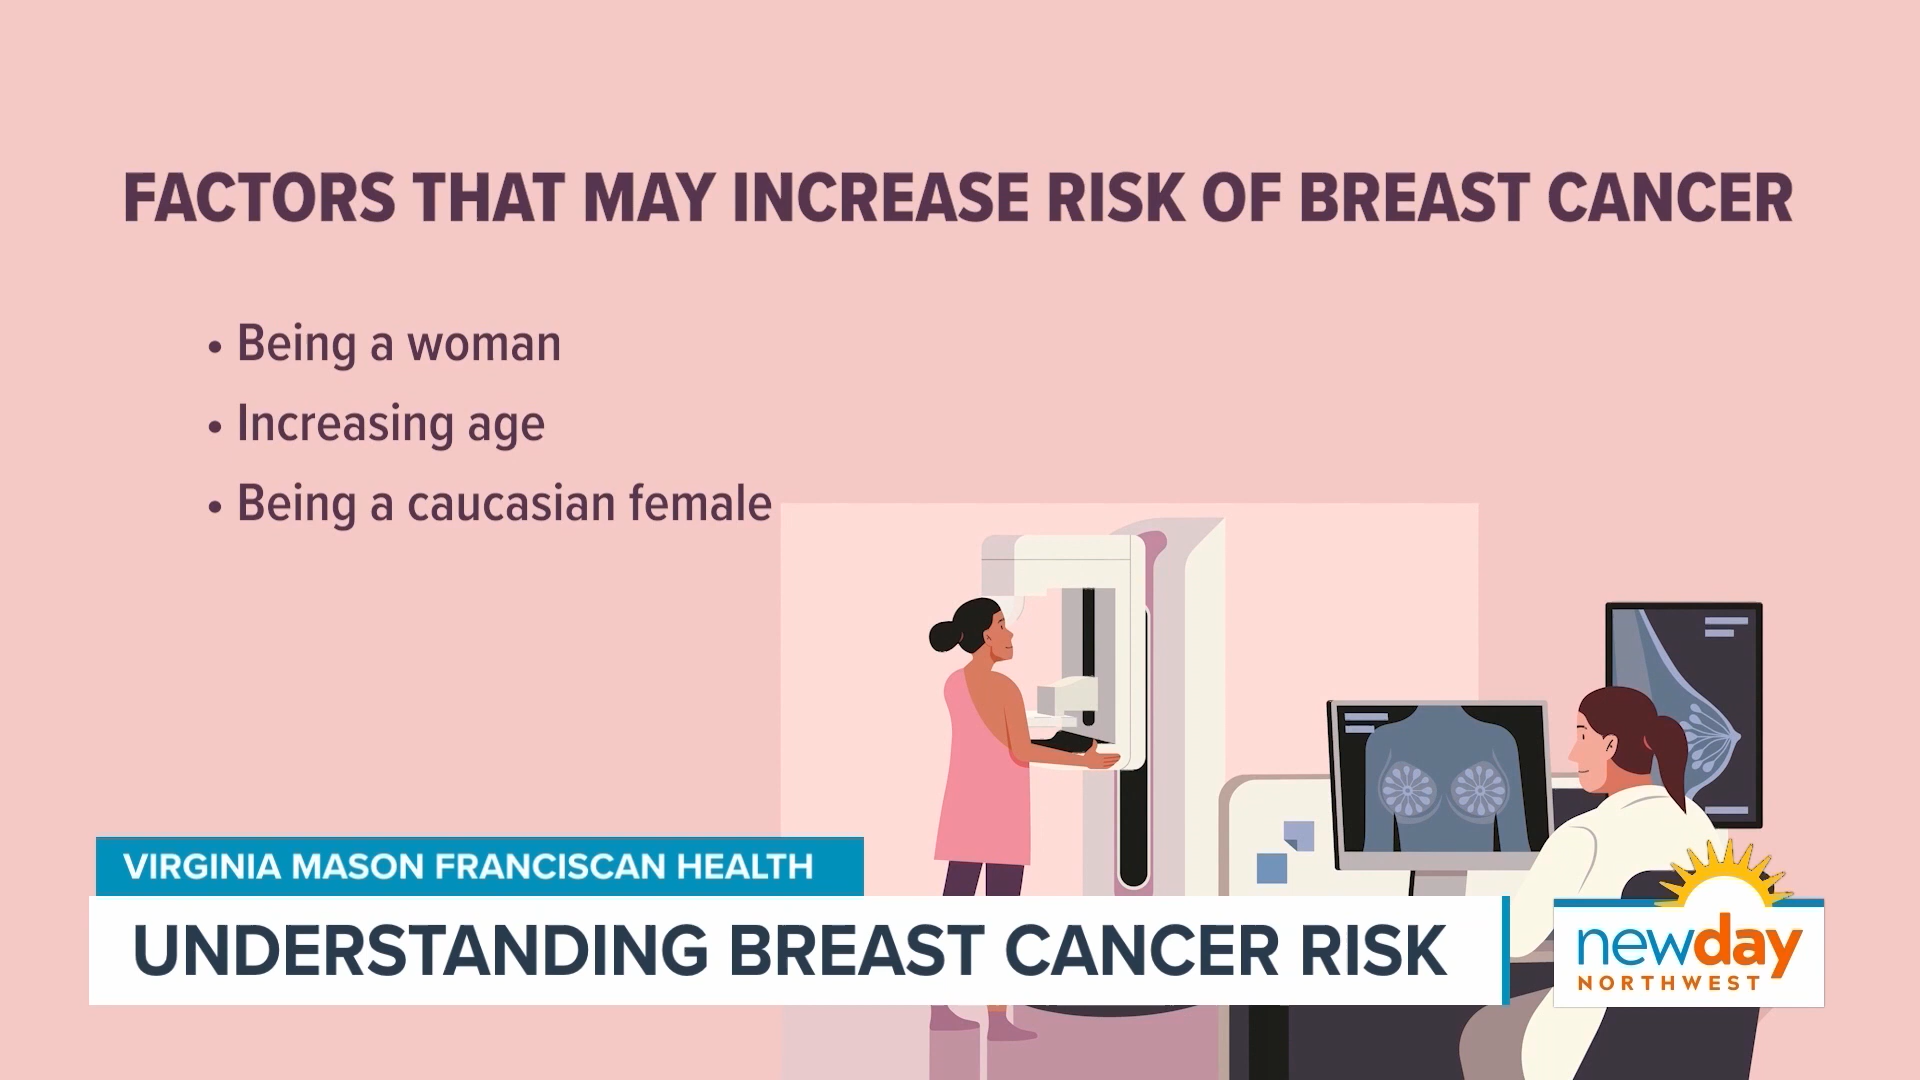 FACTORS THAT MAY INCREASE RISK OF BREAST CANCER
• Being a woman
• Increasing age
• Being a caucasian female
VIRGINIA MASON FRANCISCAN HEALTH
UNDERSTANDING BREAST CANCER RISK
newday
NORTHWEST